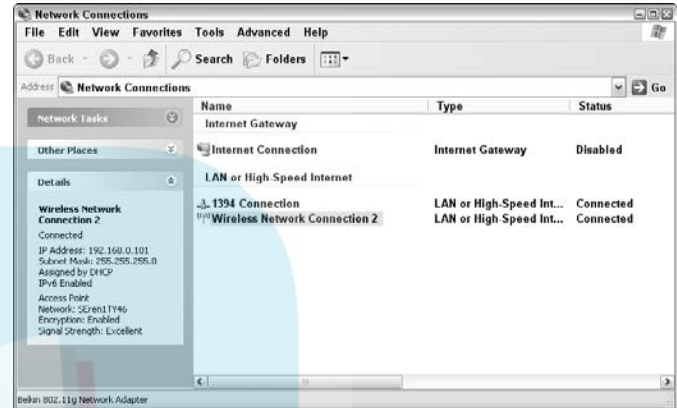 Network Connections
File Edit View Favorites Tools Advanced Help
Back Search Folders
Address Network Connections Go
Network Tasks
Other Places
Details
Wireless Network
Connection 2
Connected
IP Address: 192.168.0.101
Subnet Mask: 255.255.255.0
Assigned by DHCP
IPv6 Enabled
Access Point
Network: SEren1TY46
Encryption: Enabled
Signal Strength: Excellent
Name Type Status
Internet Gateway
Internet Connection Internet Gateway Disabled
LAN or High-Speed Internet
1394 Connection LAN or High-Speed Int... Connected
Wireless Network Connection 2 LAN or High-Speed Int... Connected
Belkin 802.11g Network Adapter